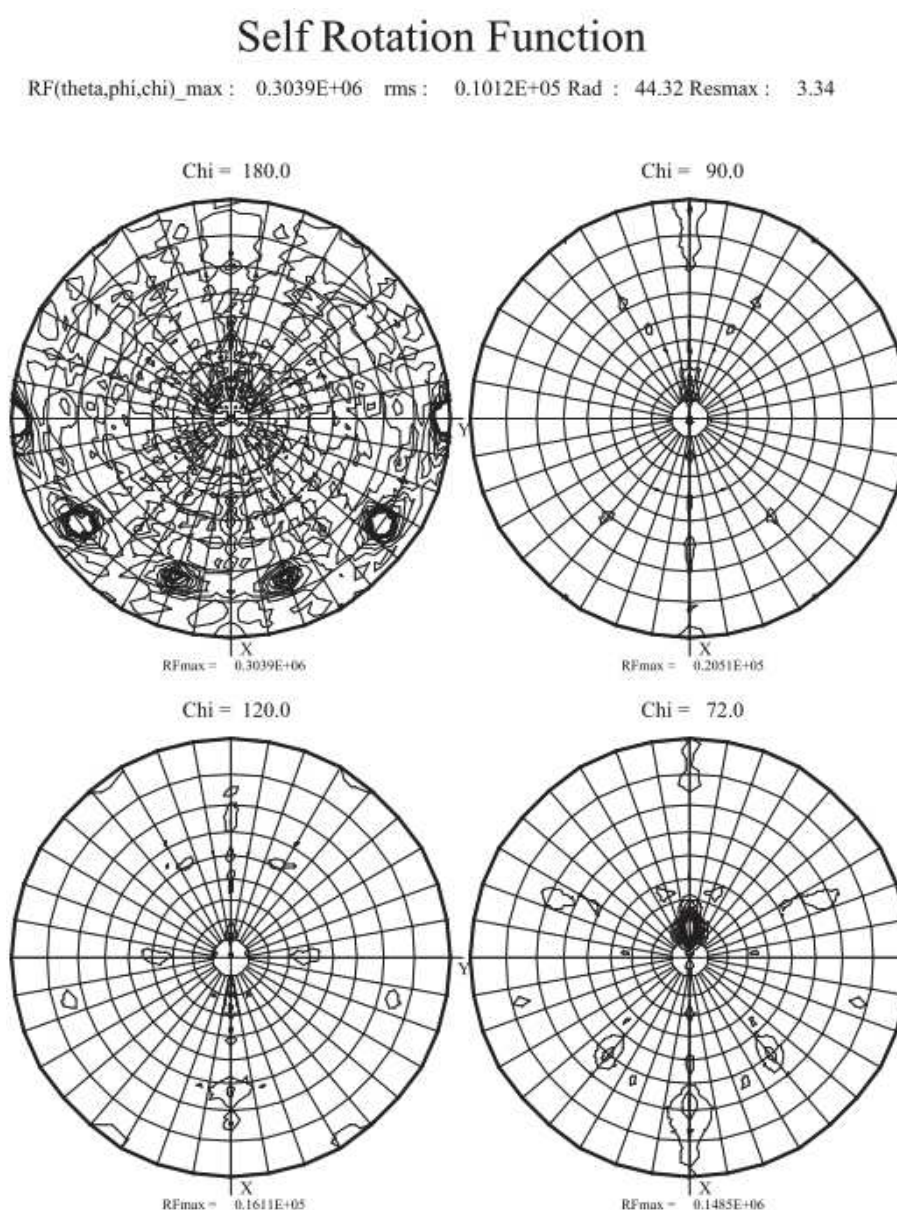 Self Rotation Function
RF(theta,phi,chi)_max : 0.3039E+06 rms : 0.1012E+05 Rad : 44.32 Resmax : 3.34
Chi = 180.0
Chi = 90.0
Y
X
X
RFmax = 0.3039E+06
RFmax = 0.2051E+05
Chi = 120.0
Chi = 72.0
Y
X
X
RFmax = 0.1611E+05
RFmax = 0.1485E+06